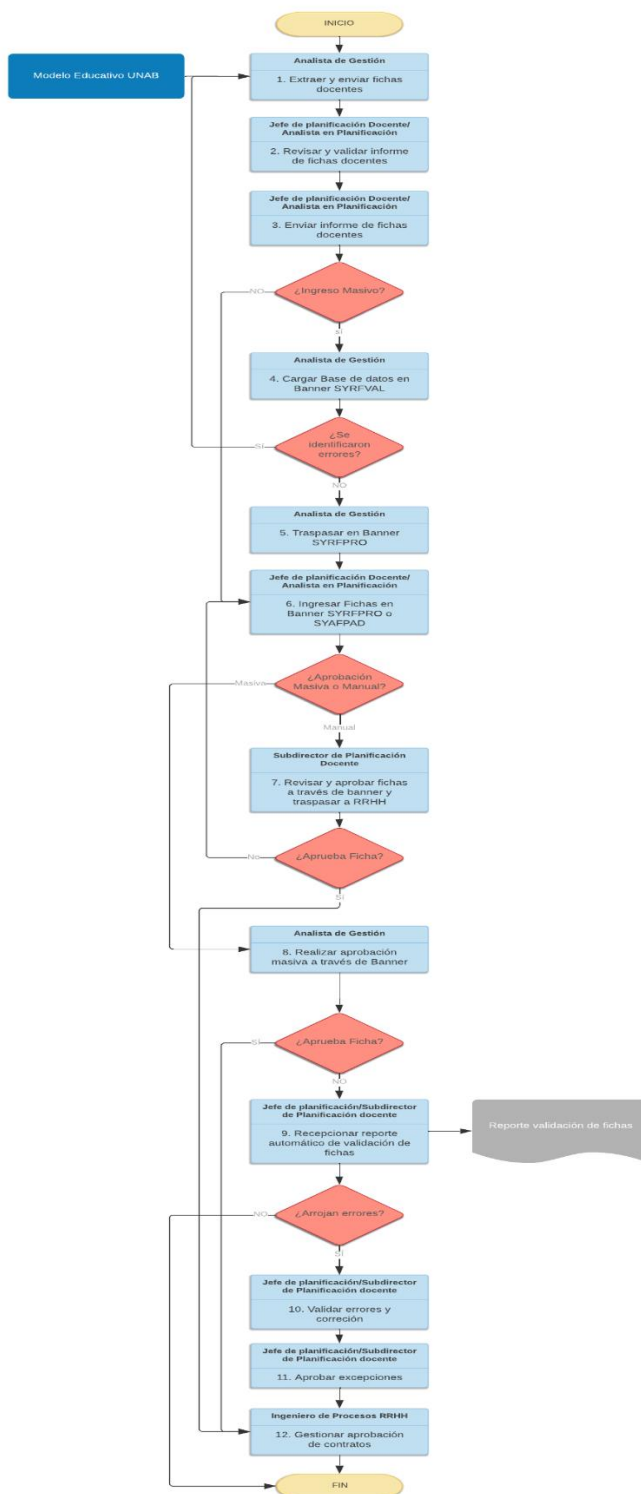 INICIO
Modelo Educativo UNAB
Analista de Gestión
1. Extraer y enviar fichas
docentes
Jefe de planificación Docente/
Analista en Planificación
2. Revisar y validar informe
de fichas docentes
Jefe de planificación Docente/
Analista en Planificación
3. Enviar informe de fichas
docentes
¿Ingreso Masivo?
NO
sí
Analista de Gestión
4. Cargar Base de datos en
Banner SYRFVAL
¿Se
identificaron
errores?
SÍ
NO
Analista de Gestión
5. Traspasar en Banner
SYRFPRO
Jefe de planificación Docente/
Analista en Planificación
6. Ingresar Fichas en
Banner SYRFPRO o
SYAFPAD
¿Aprobación
Masiva o Manual?
Masiva
Manual
Subdirector de Planificación
Docente
7. Revisar y aprobar fichas
a través de banner y
traspasar a RRHH
¿Aprueba Ficha?
No
SÍ
Analista de Gestión
8. Realizar aprobación
masiva a través de Banner
¿Aprueba Ficha?
SÍ
NO
Jefe de planificación/Subdirector
de Planificación docente
9. Recepcionar reporte
automático de validación de
fichas
Reporte validación de fichas
¿Arrojan errores?
NO
SÍ
Jefe de planificación/Subdirector
de Planificación docente
10. Validar errores y
correción
Jefe de planificación/Subdirector
de Planificación docente
11. Aprobar excepciones
Ingeniero de Procesos RRHH
12. Gestionar aprobación
de contratos
FIN